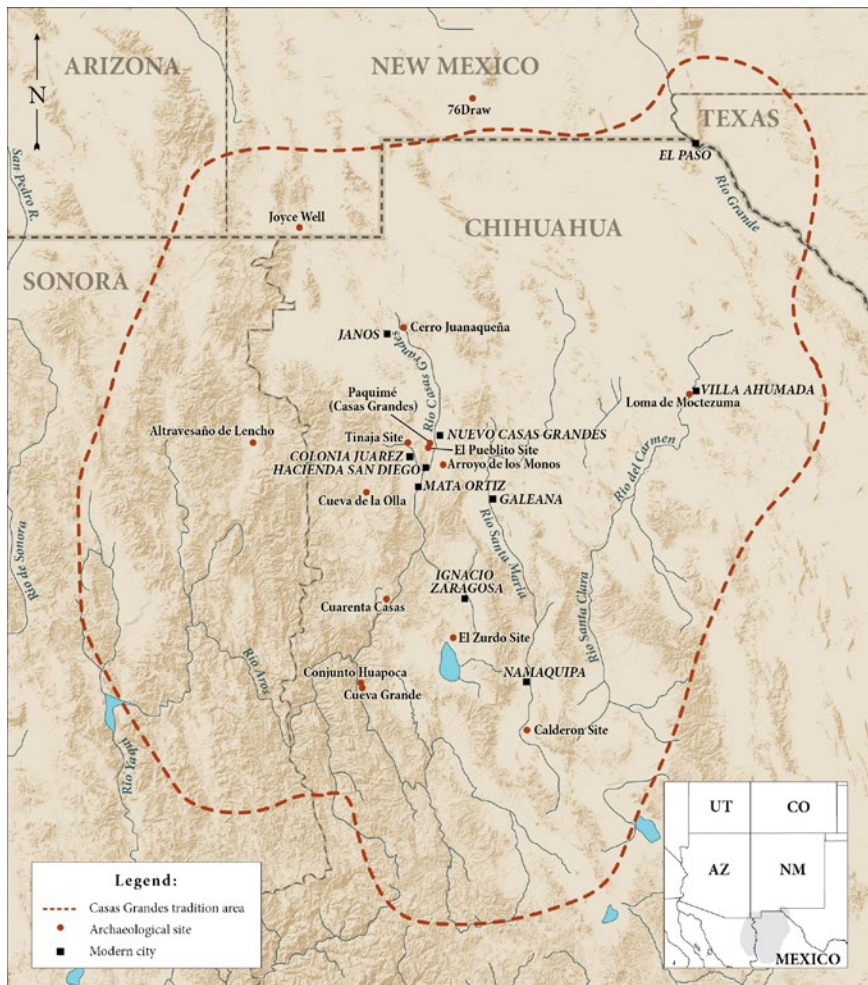 ARIZONA
NEW MEXICO
N
76Draw
TEXAS
EL PASO
San Pedro R.
Rio Grande
Joyce Well
CHIHUAHUA
SONORA
Cerro Juanaqueña
JANOS
Rio Casas Grandes
VILLA AHUMADA
Paquimé
(Casas Grandes)
Loma de Moctezuma
Altravesaño de Lencho
Tinaja Site
NUEVO CASAS GRANDES
El Pueblito Site
COLONIA JUAREZ
HACIENDA SAN DIEGO
Arroyo de los Monos
Rio del Carmen
Cueva de la Olla
MATA ORTIZ
GALEANA
Rio de Sonora
Rio Santa Maria
IGNACIO
ZARAGOSA
Cuarenta Casas
Rio Santa Clara
El Zurdo Site
Rio Aros
Conjunto Huapoca
Cueva Grande
NAMAQUIPA
Rio Yaqui
Calderon Site
Legend:
Casas Grandes tradition area
Archaeological site
Modern city
UT
CO
AZ
NM
MEXICO